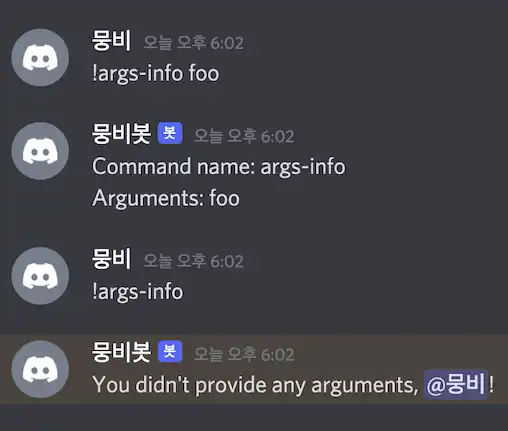 뭉비 오늘 오후 6:02
!args-info foo
뭉비봇 봇 오늘 오후 6:02
Command name: args-info
Arguments: foo
뭉비 오늘 오후 6:02
!args-info
뭉비봇 봇 오늘 오후 6:02
You didn't provide any arguments, @뭉비!